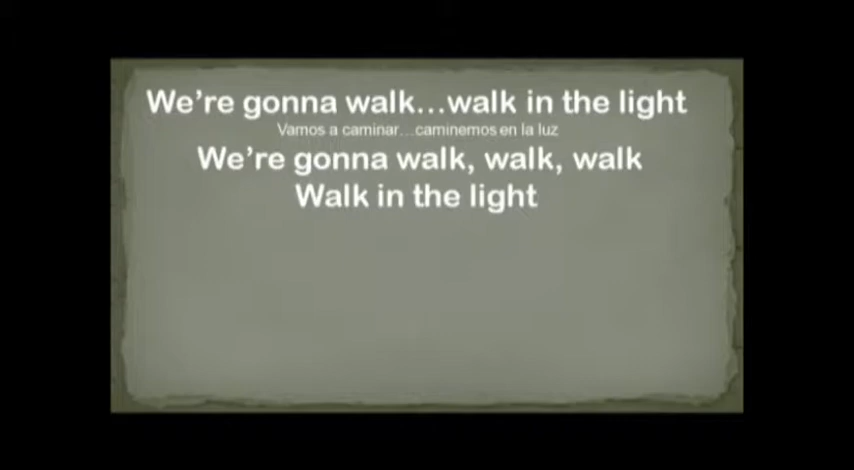 We're gonna walk...walk in the light
Vamos a caminar...caminemos en la luz
We're gonna walk, walk, walk
Walk in the light